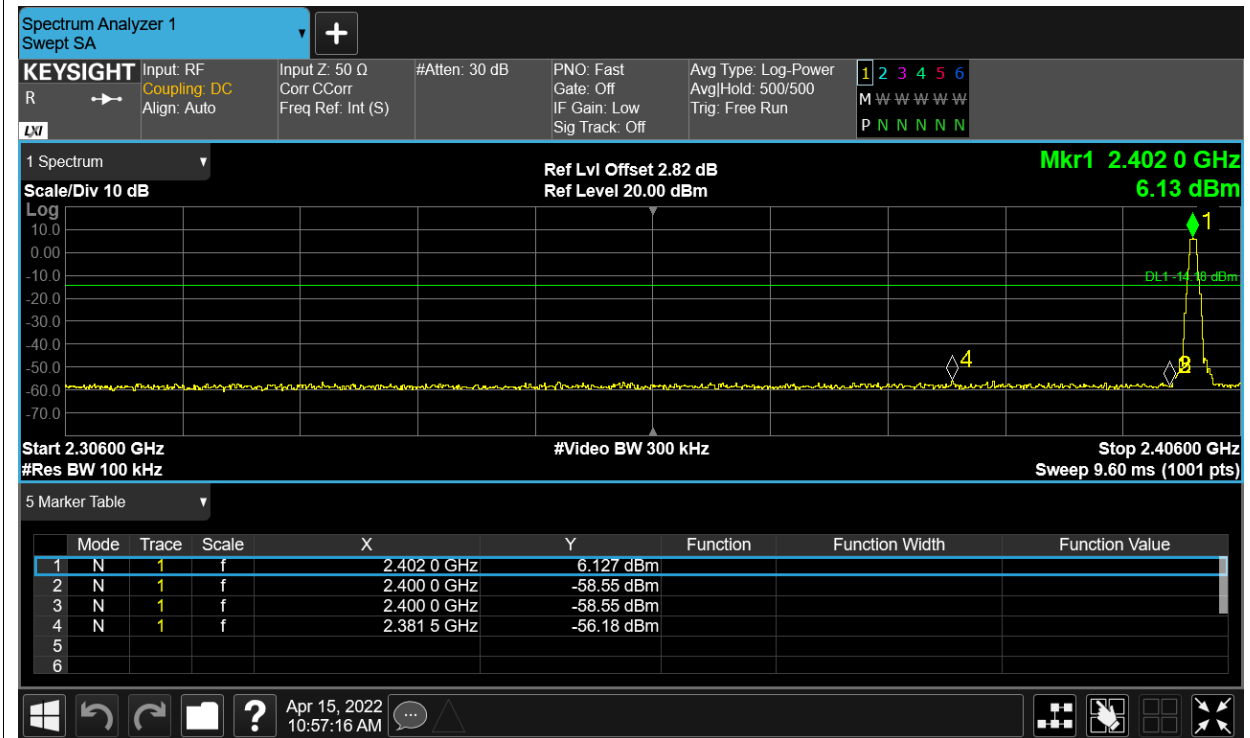 Spectrum Analyzer 1
Swept SA
KEYSIGHT Input: RF Input Z: 50 Ω #Atten: 30 dB PNO: Fast Avg Type: Log-Power 1 2 3 4 5 6
R Coupling: DC Corr CCorr Gate: Off Avg|Hold: 500/500 M W W W W W
Align: Auto Freq Ref: Int (S) IF Gain: Low Trig: Free Run
LXI Sig Track: Off P N N N N N
1 Spectrum Ref Lvl Offset 2.82 dB Mkr1 2.402 0 GHz
Scale/Div 10 dB Ref Level 20.00 dBm 6.13 dBm
Log
1
10.0
0.00
-10.0
DL1 -14.18 dBm
-20.0
-30.0
-40.0
4
-50.0
-60.0
-70.0
Start 2.30600 GHz #Video BW 300 kHz Stop 2.40600 GHz
#Res BW 100 kHz Sweep 9.60 ms (1001 pts)
5 Marker Table
Mode Trace Scale X Y Function Function Width Function Value
1 N 1 f 2.402 0 GHz 6.127 dBm
2 N 1 f 2.400 0 GHz -58.55 dBm
3 N 1 f 2.400 0 GHz -58.55 dBm
4 N 1 f 2.381 5 GHz -56.18 dBm
5
6
? Apr 15, 2022
10:57:16 AM